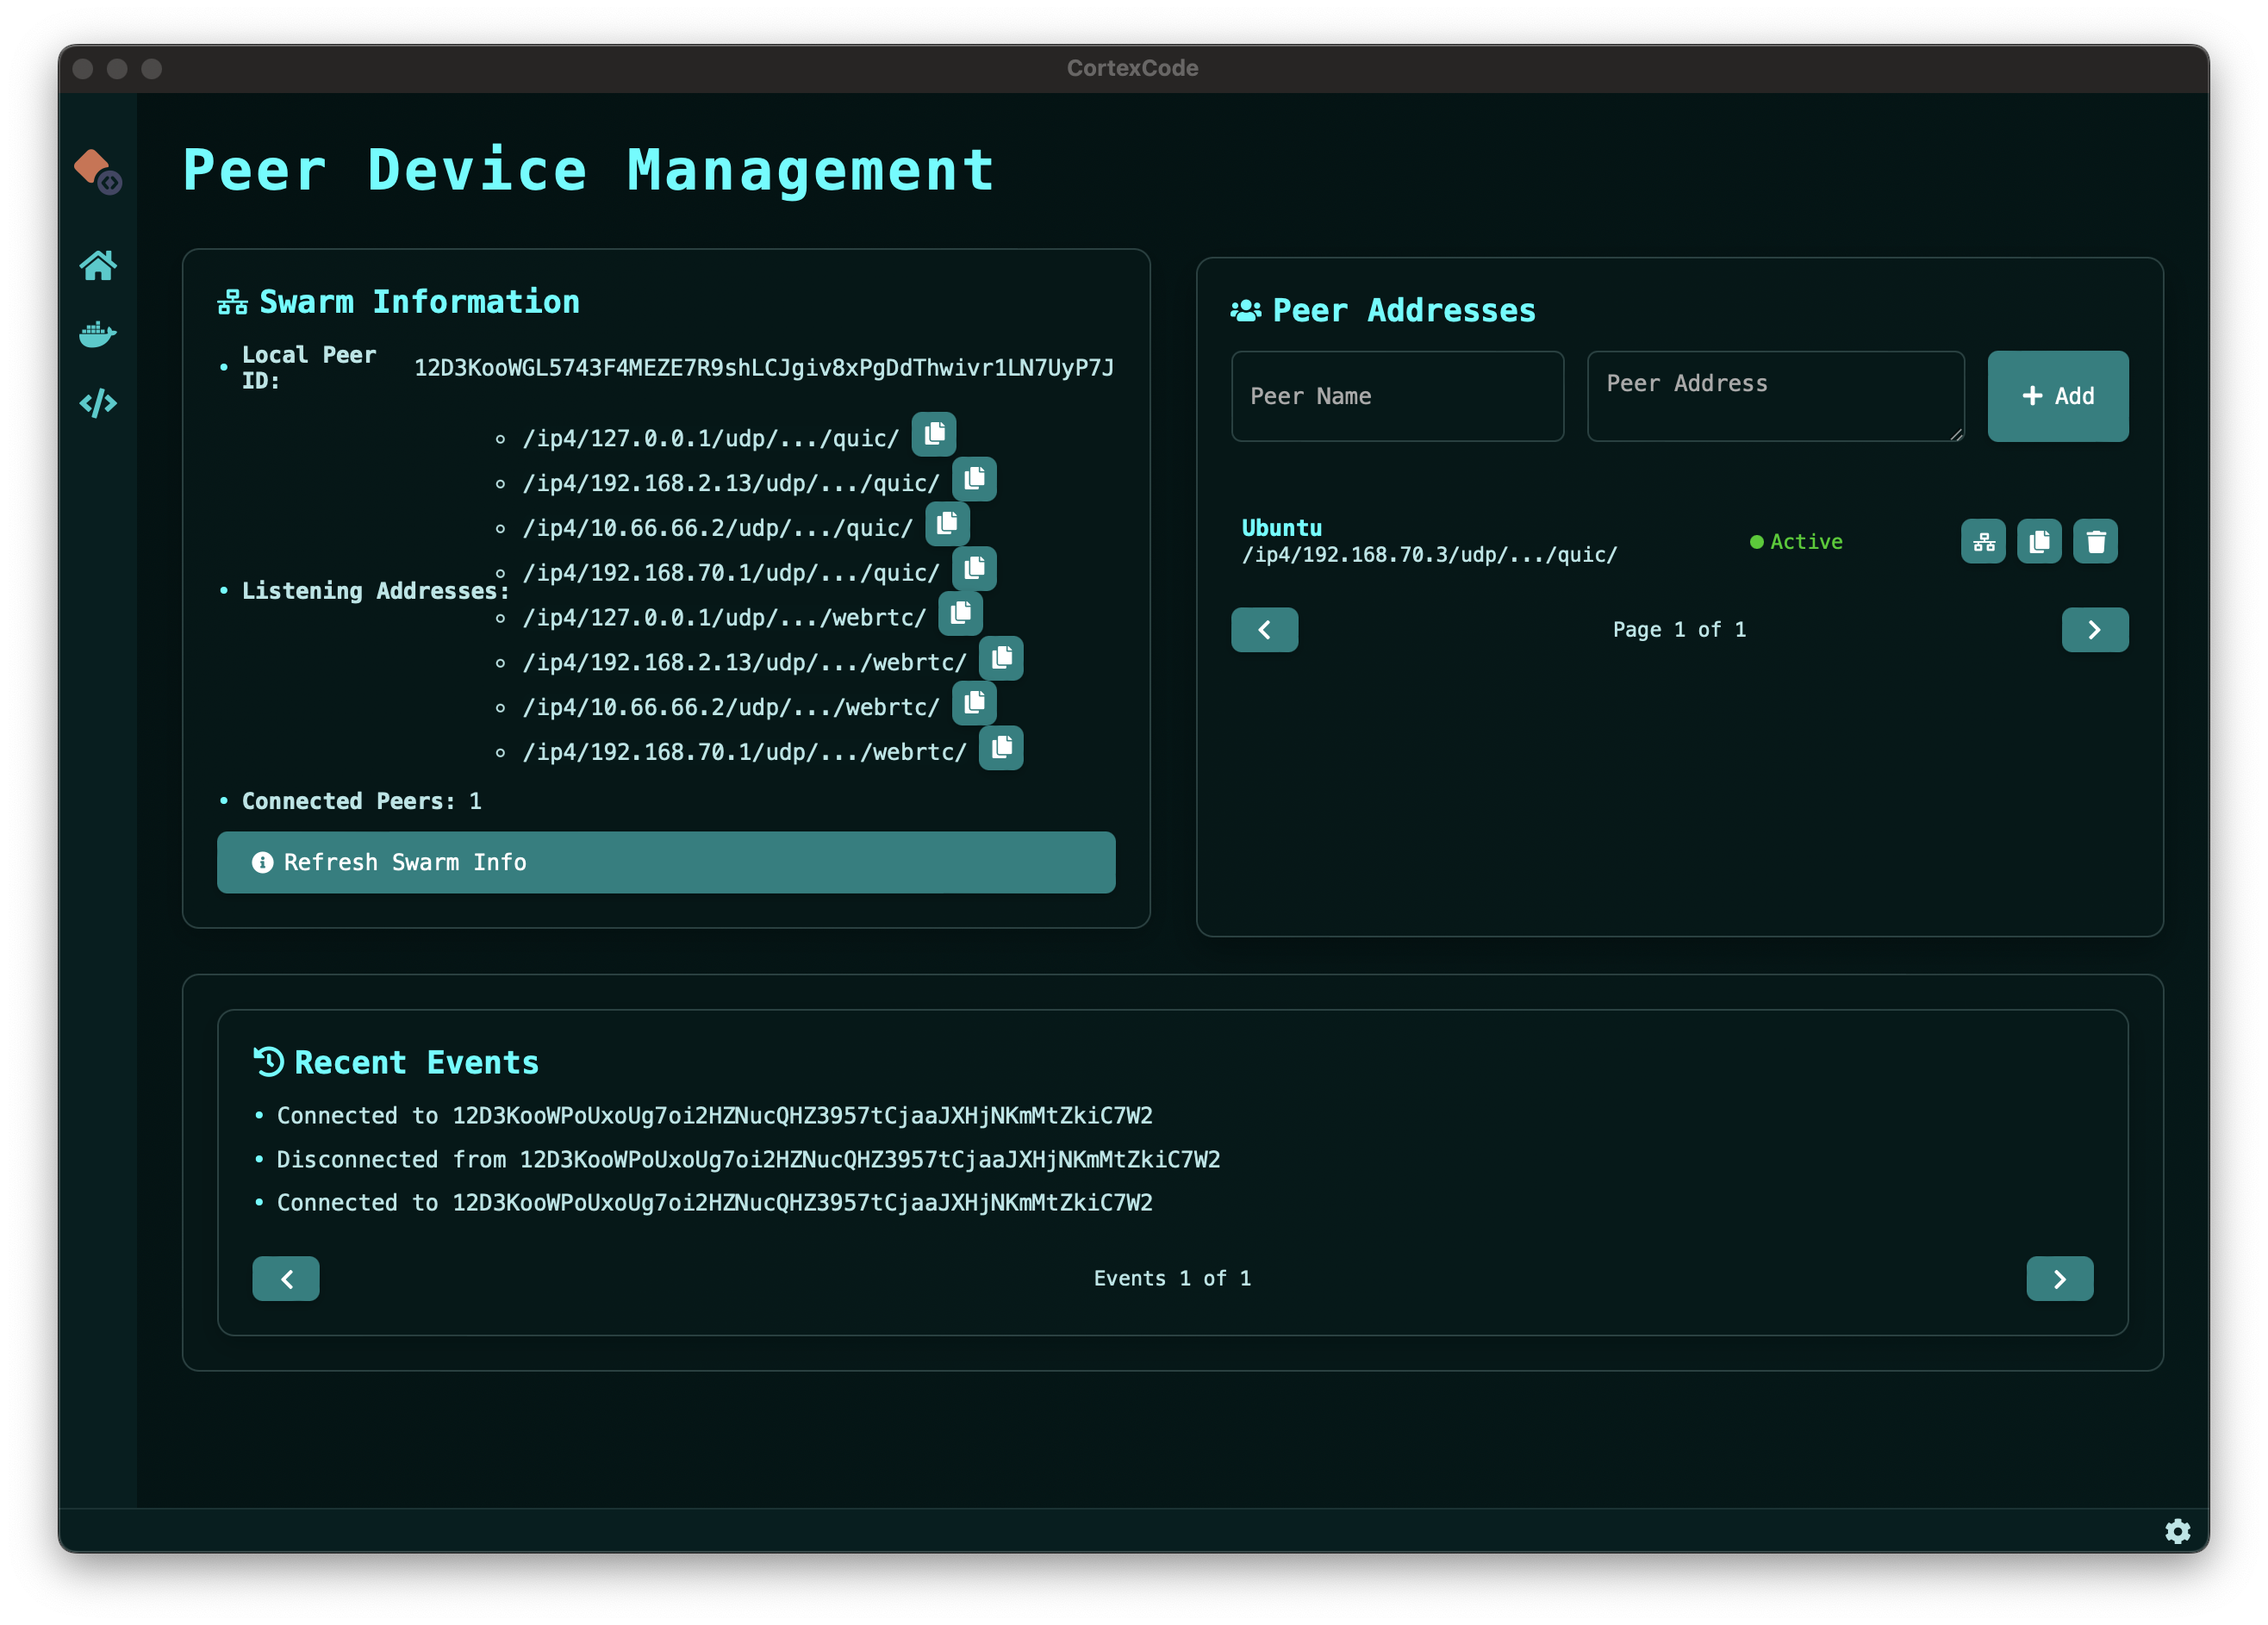 CortexCode
Peer Device Management
Swarm Information
Local Peer ID:
12D3KooWGL5743F4MEZE7R9shLCJgiv8xPgDdThwivr1LN7UyP7J
Listening Addresses:
/ip4/127.0.0.1/udp/.../quic/
/ip4/192.168.2.13/udp/.../quic/
/ip4/10.66.66.2/udp/.../quic/
/ip4/192.168.70.1/udp/.../quic/
/ip4/127.0.0.1/udp/.../webrtc/
/ip4/192.168.2.13/udp/.../webrtc/
/ip4/10.66.66.2/udp/.../webrtc/
/ip4/192.168.70.1/udp/.../webrtc/
Connected Peers: 1
Refresh Swarm Info
Peer Addresses
Peer Name
Peer Address
Add
Ubuntu
/ip4/192.168.70.3/udp/.../quic/
Active
Page 1 of 1
Recent Events
Connected to 12D3KooWPoUxoUg7oi2HZNucQHZ3957tCjaaJXHjNKmMtZkiC7W2
Disconnected from 12D3KooWPoUxoUg7oi2HZNucQHZ3957tCjaaJXHjNKmMtZkiC7W2
Connected to 12D3KooWPoUxoUg7oi2HZNucQHZ3957tCjaaJXHjNKmMtZkiC7W2
Events 1 of 1